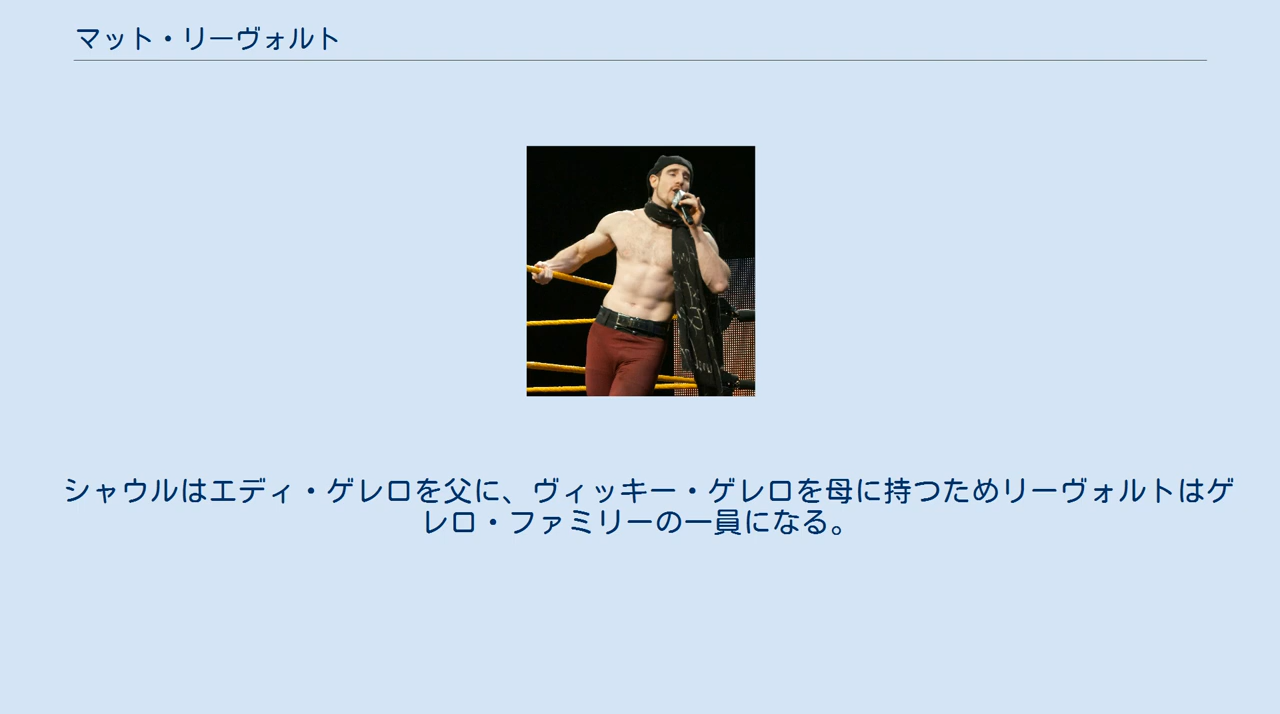 マット・リーヴォルト
シャウルはエディ・ゲレロを父に、ヴィッキー・ゲレロを母に持つためリーヴォルトはゲ
レロ・ファミリーの一員になる。